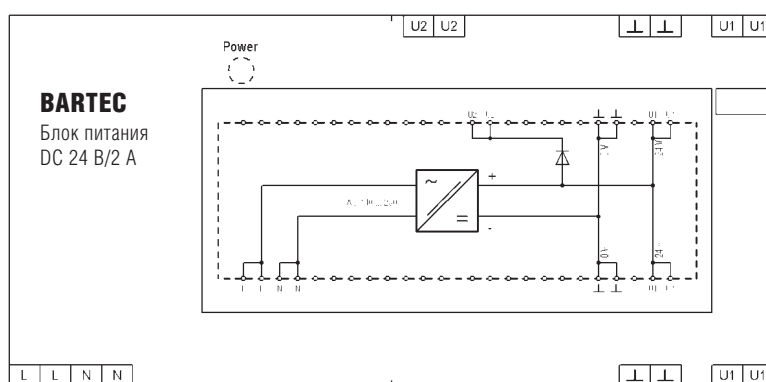 U2 U2 ⊥ ⊥ U1 U1
Power
BARTEC
Блок питания
DC 24 В/2 А
~
+
=
-
N N
⊥ ⊥
L L N N ⊥ ⊥ U1 U1